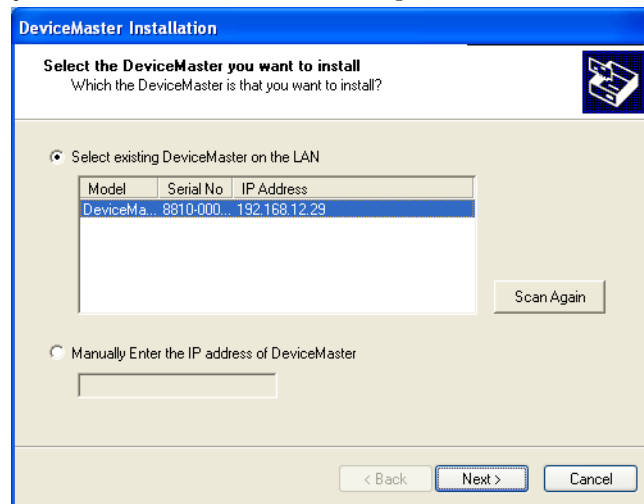 DeviceMaster Installation
Select the DeviceMaster you want to install
Which the DeviceMaster is that you want to install?
Select existing DeviceMaster on the LAN
Model Serial No IP Address
DeviceMa... 8810-000... 192.168.12.29
Scan Again
Manually Enter the IP address of DeviceMaster
< Back Next > Cancel